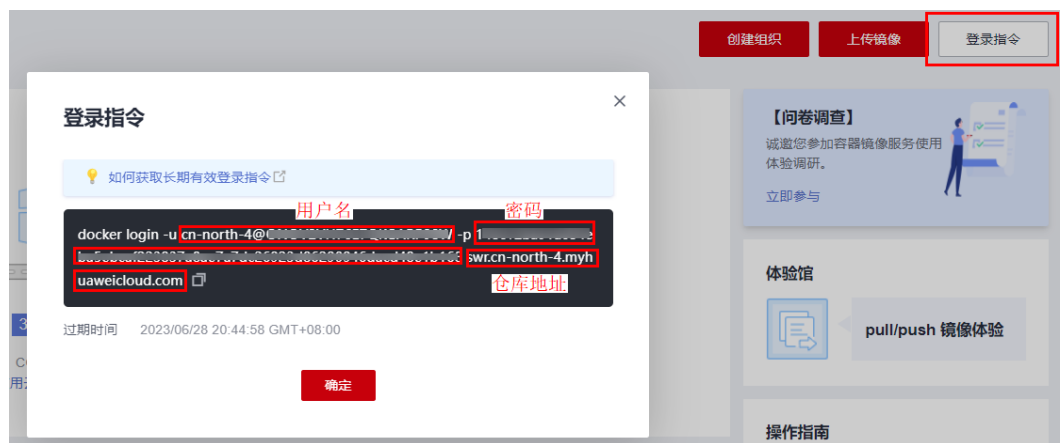 创建组织
上传镜像
登录指令
登录指令
如何获取长期有效登录指令
用户名
密码
docker login -u cn-north-4@ -p
swr.cn-north-4.myh
uaweicloud.com
仓库地址
过期时间 2023/06/28 20:44:58 GMT+08:00
确定
【问卷调查】
诚邀您参加容器镜像服务使用
体验调研。
立即参与
体验馆
pull/push 镜像体验
操作指南
3
C
用